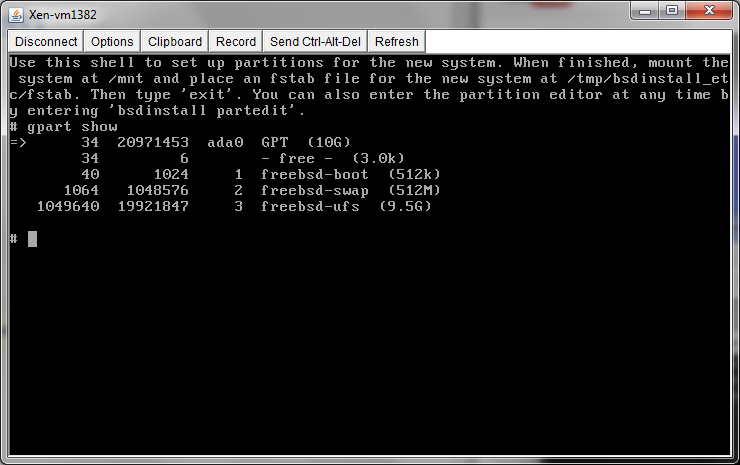 Xen-vm1382
Disconnect Options Clipboard Record Send Ctrl-Alt-Del Refresh
Use this shell to set up partitions for the new system. When finished, mount the
 system at /mnt and place an fstab file for the new system at /tmp/bsdinstall_et
c/fstab. Then type 'exit'. You can also enter the partition editor at any time b
y entering 'bsdinstall partedit'.
# gpart show
=>      34  20971453  ada0  GPT  (10G)
        34         6        - free -  (3.0k)
        40      1024     1  freebsd-boot  (512k)
      1064   1048576     2  freebsd-swap  (512M)
   1049640  19921847     3  freebsd-ufs  (9.5G)
#